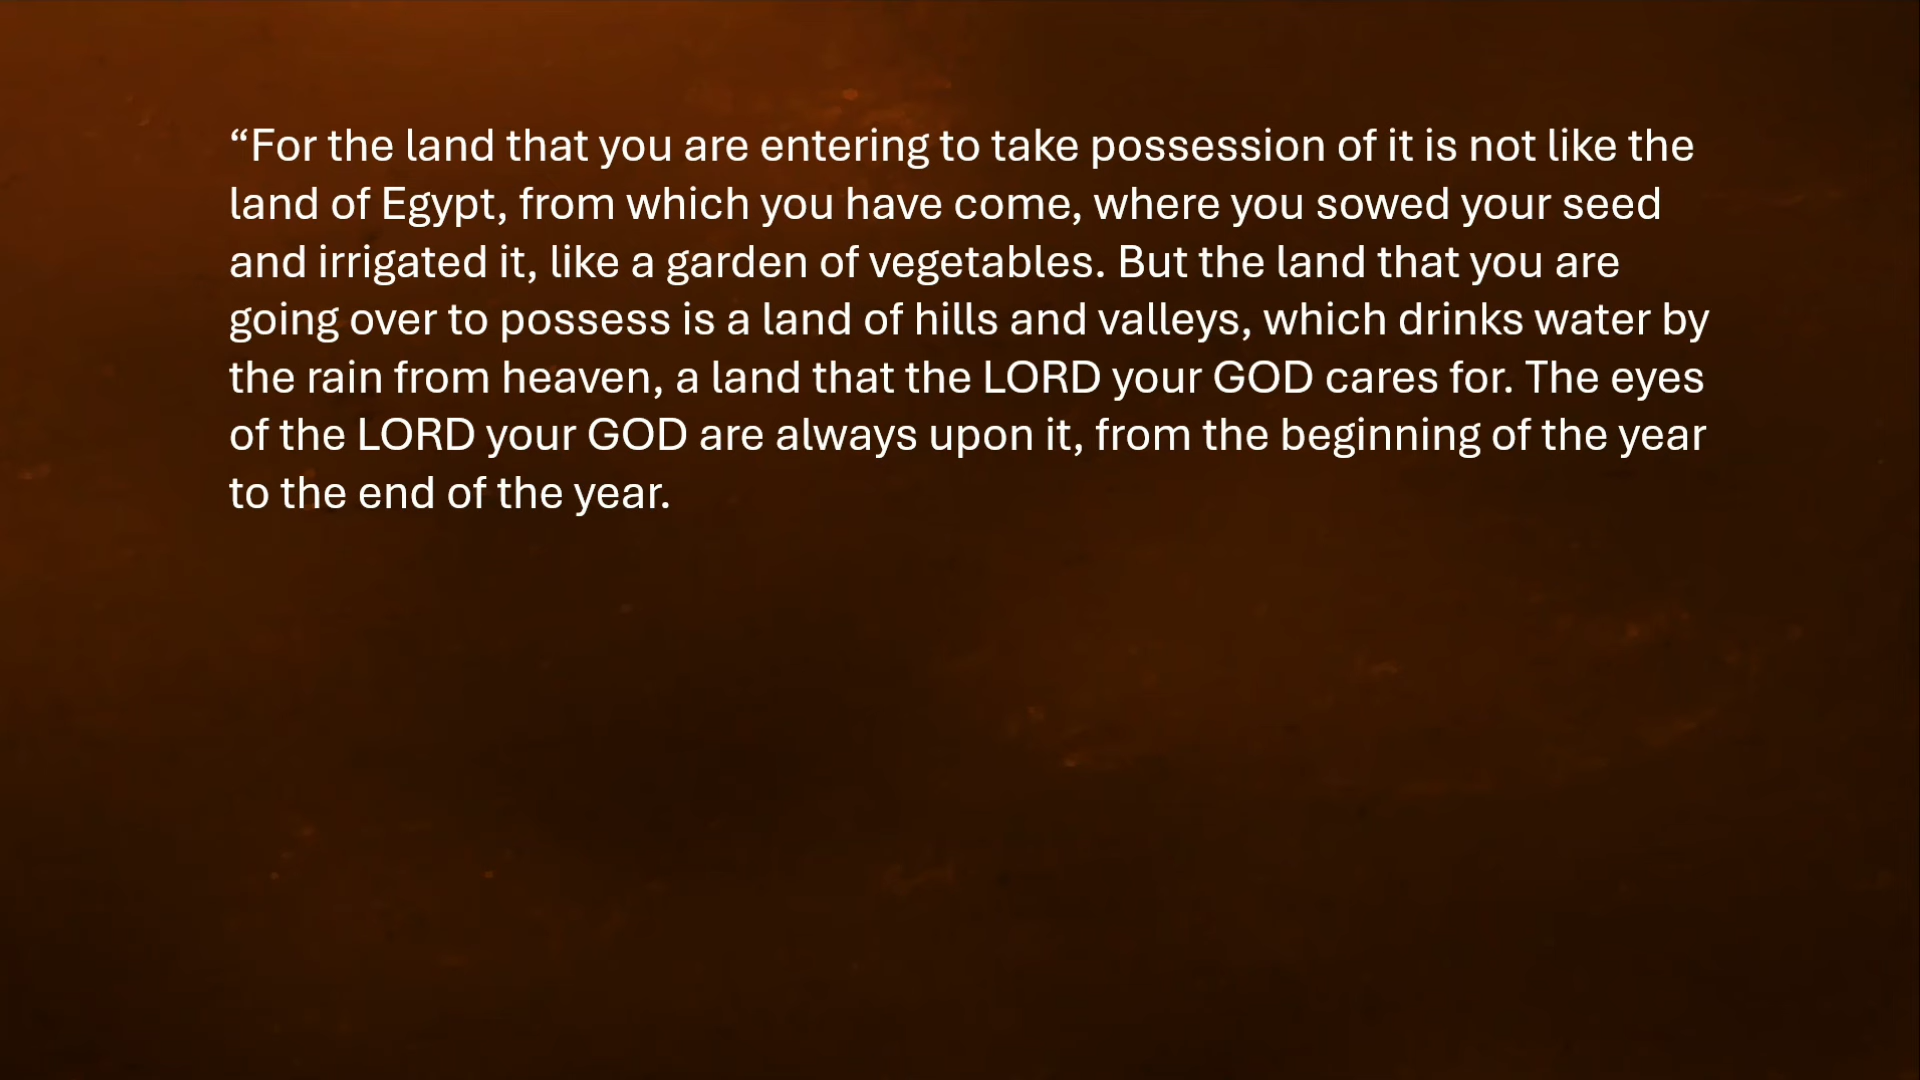 “For the land that you are entering to take possession of it is not like the
land of Egypt, from which you have come, where you sowed your seed
and irrigated it, like a garden of vegetables. But the land that you are
going over to possess is a land of hills and valleys, which drinks water by
the rain from heaven, a land that the LORD your GOD cares for. The eyes
of the LORD your GOD are always upon it, from the beginning of the year
to the end of the year.